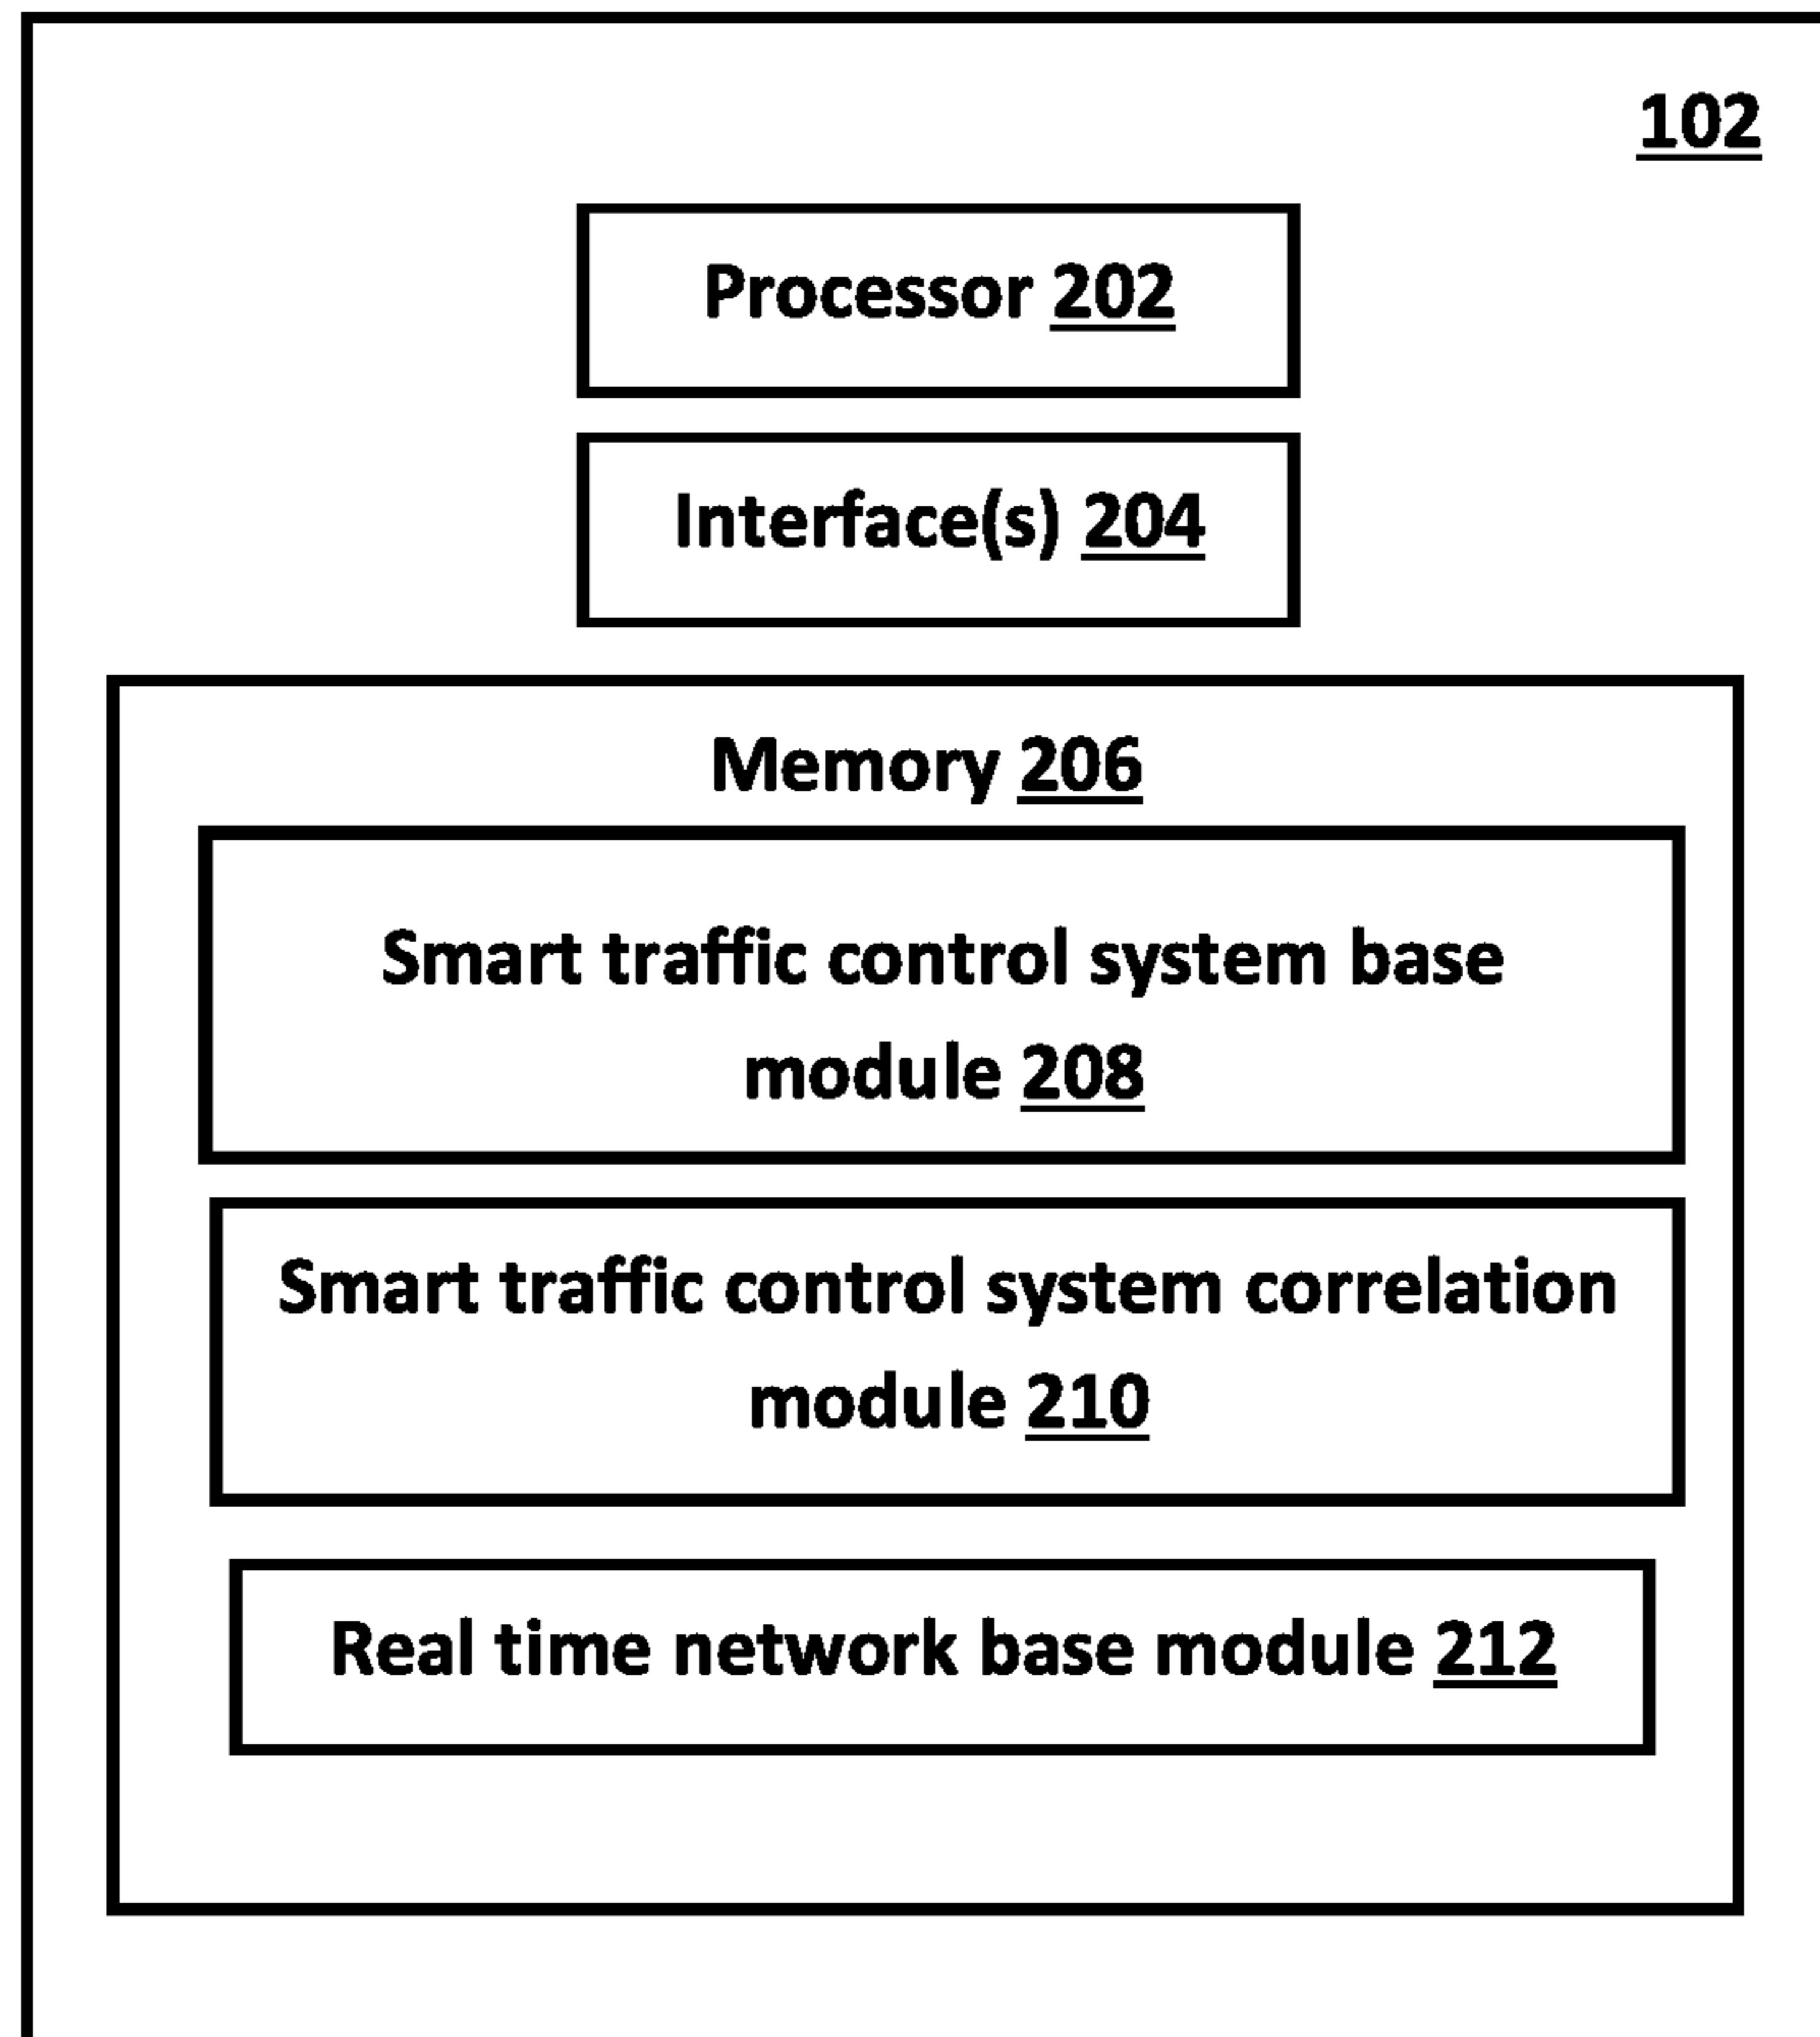 102
Processor 202
Interface(s) 204
Memory 206
Smart traffic control system base
module 208
Smart traffic control system correlation
module 210
Real time network base module 212